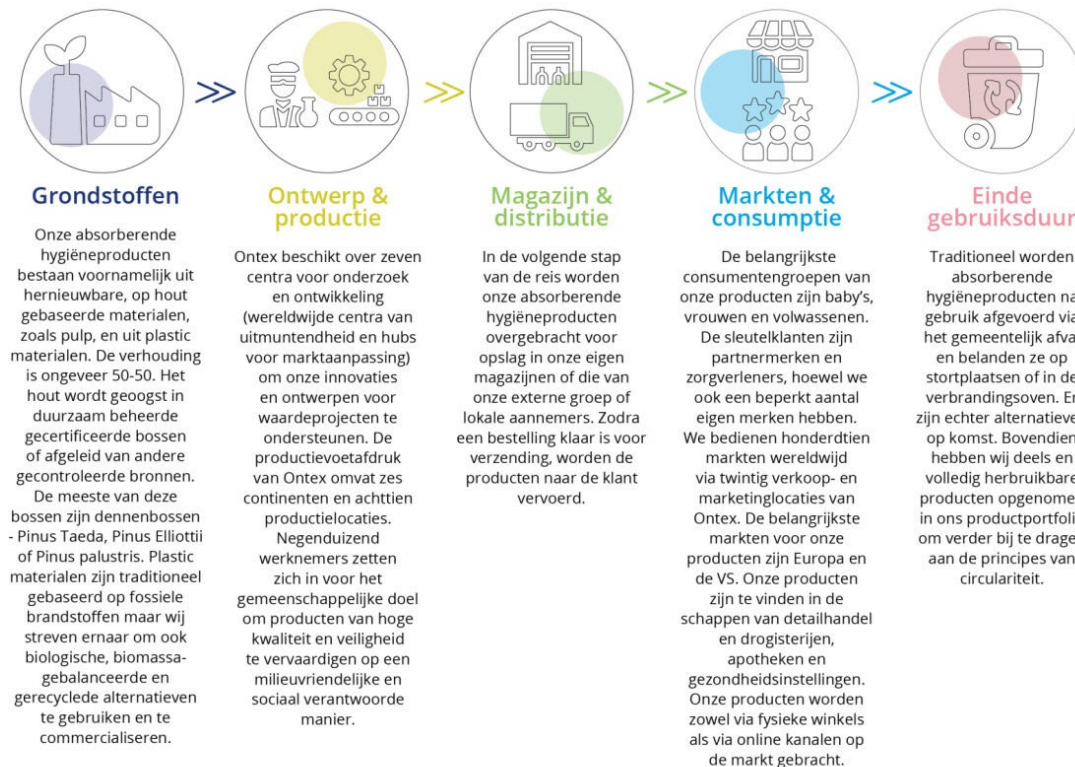 Grondstoffen
Onze absorberende
hygiëneproducten
bestaan voornamelijk uit
hernieuwbare, op hout
gebaseerde materialen,
zoals pulp, en uit plastic
materialen. De verhouding
is ongeveer 50-50. Het
hout wordt geoogst in
duurzaam beheerde
gecertificeerde bossen
of afgeleid van andere
gecontroleerde bronnen.
De meeste van deze
bossen zijn dennenbossen
- Pinus Taeda, Pinus Elliottii
of Pinus palustris. Plastic
materialen zijn traditioneel
gebaseerd op fossiele
brandstoffen maar wij
streven ernaar om ook
biologische, biomassa-
gebalanceerde en
gerecyclede alternatieven
te gebruiken en te
commercialiseren.
Ontwerp &
productie
Ontex beschikt over zeven
centra voor onderzoek
en ontwikkeling
(wereldwijde centra van
uitmuntendheid en hubs
voor marktaanpassing)
om onze innovaties
en ontwerpen voor
waardeprojecten te
ondersteunen. De
productievoetafdruk
van Ontex omvat zes
continenten en achttien
productielocaties.
Negenduizend
werknemers zetten
zich in voor het
gemeenschappelijke doel
om producten van hoge
kwaliteit en veiligheid
te vervaardigen op een
milieuvriendelijke en
sociaal verantwoorde
manier.
Magazijn &
distributie
In de volgende stap
van de reis worden
onze absorberende
hygiëneproducten
overgebracht voor
opslag in onze eigen
magazijnen of die van
onze externe groep of
lokale aannemers. Zodra
een bestelling klaar is voor
verzending, worden de
producten naar de klant
vervoerd.
Markten &
consumptie
De belangrijkste
consumentengroepen van
onze producten zijn baby's,
vrouwen en volwassenen.
De sleutelklanten zijn
partnermerken en
zorgverleners, hoewel we
ook een beperkt aantal
eigen merken hebben.
We bedienen honderdtien
markten wereldwijd
via twintig verkoop- en
marketinglocaties van
Ontex. De belangrijkste
markten voor onze
producten zijn Europa en
de VS. Onze producten
zijn te vinden in de
schappen van detailhandel
en drogisterijen,
apotheken en
gezondheidsinstellingen.
Onze producten worden
zowel via fysieke winkels
als via online kanalen op
de markt gebracht.
Einde
gebruiksduur
Traditioneel worden
absorberende
hygiëneproducten na
gebruik afgevoerd via
het gemeentelijk afva
en belanden ze op
stortplaatsen of in de
verbrandingsoven. Er
zijn echter alternatieve
op komst. Bovendien
hebben wij deels en
volledig herbruikbare
producten opgenome
in ons productportfoli
om verder bij te drage
aan de principes van
circulariteit.